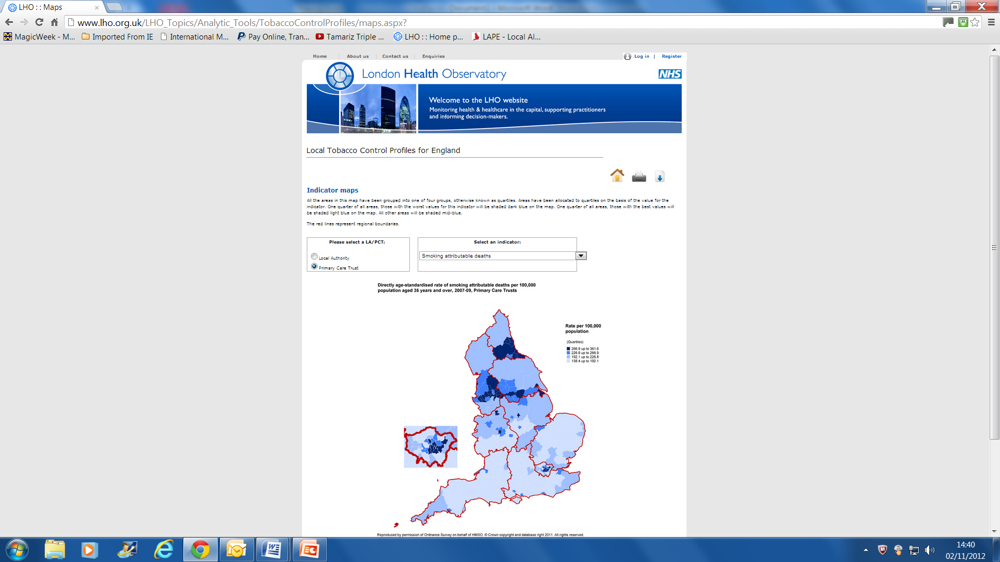 LHO : : Maps
www.lho.org.uk/LHO_Topics/Analytic_Tools/TobaccoControlProfiles/maps.aspx?
MagicWeek - M... Imported From IE International M... Pay Online, Tran... Tamariz Triple ... LHO : : Home p... LAPE - Local Al...
Home | About us | Contact us | Enquiries Log in | Register
London Health Observatory NHS
Welcome to the LHO website
Monitoring health & healthcare in the capital, supporting practitioners
and informing decision-makers.
Local Tobacco Control Profiles for England
Indicator maps
All the areas in this map have been grouped into one of four groups, otherwise known as quartiles. Areas have been allocated to quartiles on the basis of the value for the
indicator. One quarter of all areas, those with the worst values for this indicator will be shaded dark blue on the map. One quarter of all areas, those with the best values will
be shaded light blue on the map. All other areas will be shaded mid-blue.
The red lines represent regional boundaries.
Please select a LA/PCT:
Local Authority
Primary Care Trust
Select an indicator:
Smoking attributable deaths
Directly age-standardised rate of smoking attributable deaths per 100,000
population aged 35 years and over, 2007-09, Primary Care Trusts
Rate per 100,000
population
(Quartiles)
266.9 up to 361.6
226.8 up to 266.9
192.1 up to 226.8
138.4 up to 192.1
Reproduced by permission of Ordnance Survey on behalf of HMSO. © Crown copyright and database right 2011. All rights reserved.
14:40
02/11/2012